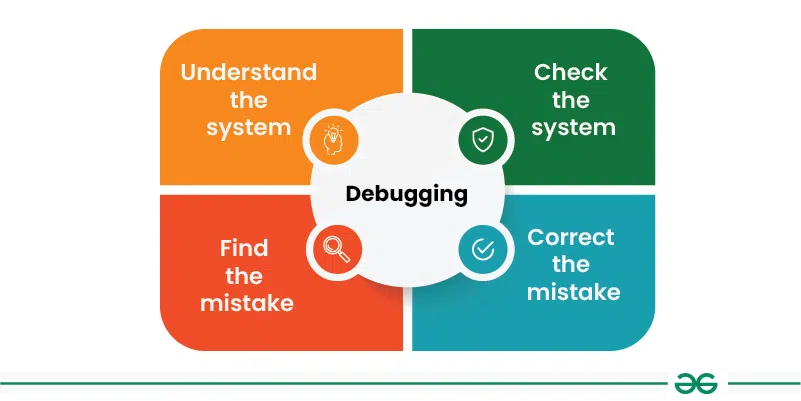 Understand
the
system
Check
the
system
Debugging
Find
the
mistake
Correct
the
mistake